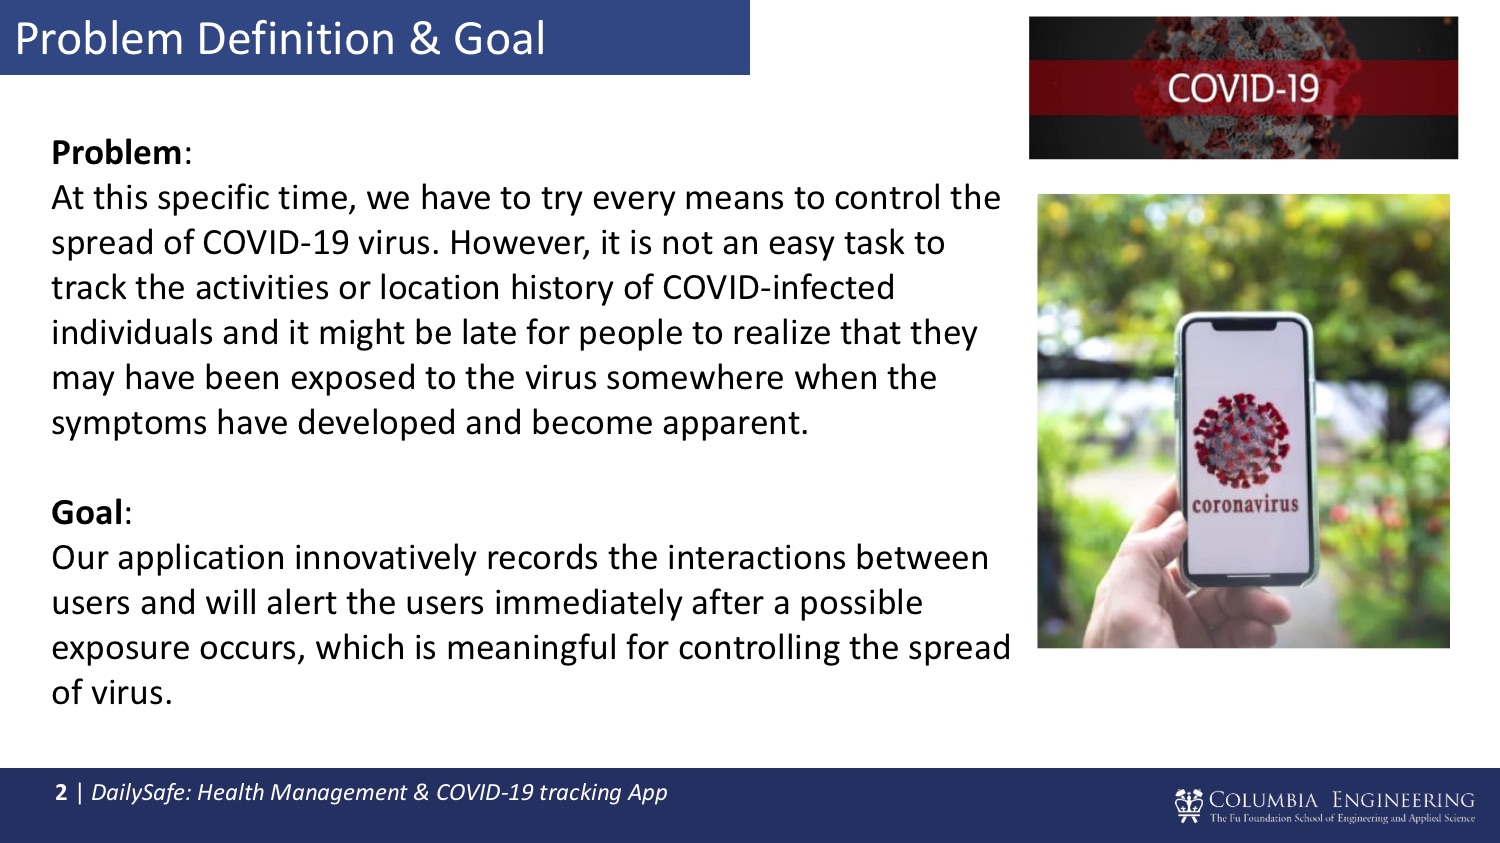 Problem Definition & Goal
COVID-19
Problem:
At this specific time, we have to try every means to control the
spread of COVID-19 virus. However, it is not an easy task to
track the activities or location history of COVID-infected
individuals and it might be late for people to realize that they
may have been exposed to the virus somewhere when the
symptoms have developed and become apparent.
Goal:
Our application innovatively records the interactions between
users and will alert the users immediately after a possible
exposure occurs, which is meaningful for controlling the spread
of virus.
coronavirus
2 | DailySafe: Health Management & COVID-19 tracking App
COLUMBIA ENGINEERING
The Fu Foundation School of Engineering and Applied Science